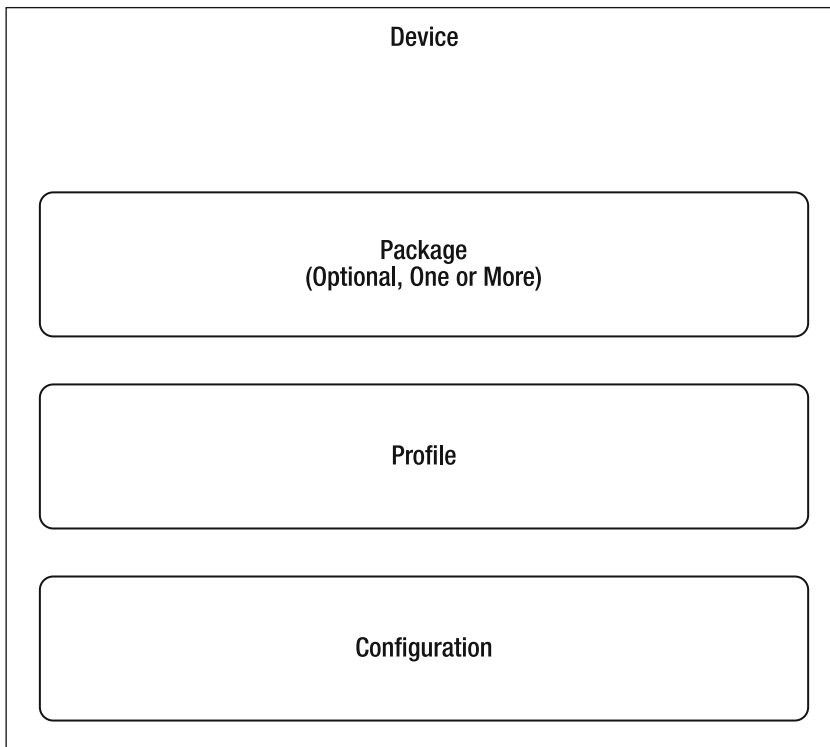 Device
Package
(Optional, One or More)
Profile
Configuration